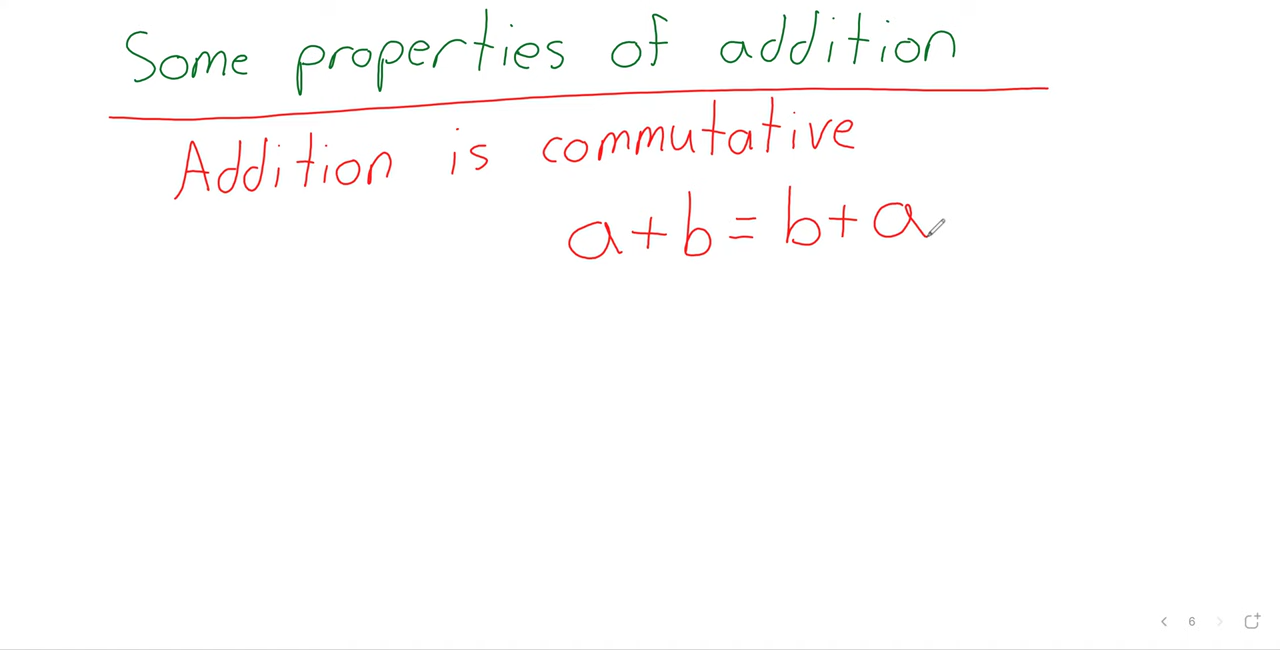 Some properties of addition
Addition is commutative
a + b = b + a
6